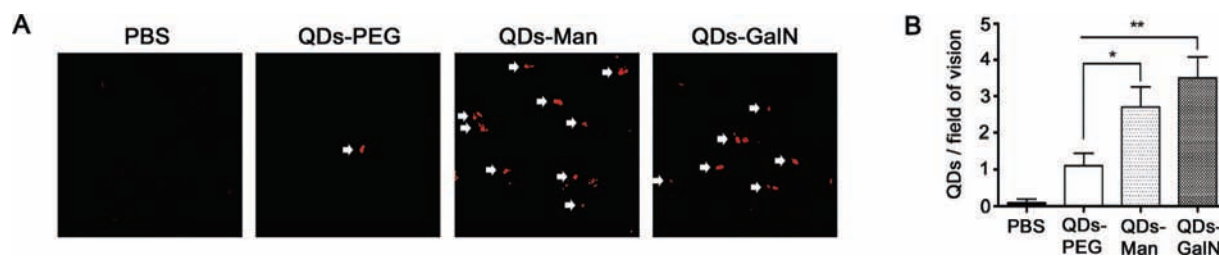 A
PBS
QDs-PEG
QDs-Man
QDs-GalN
B
QDs / field of vision
5
4
3
2
1
0
**
*
PBS
QDs-
PEG
QDs-
Man
QDs-
GalN